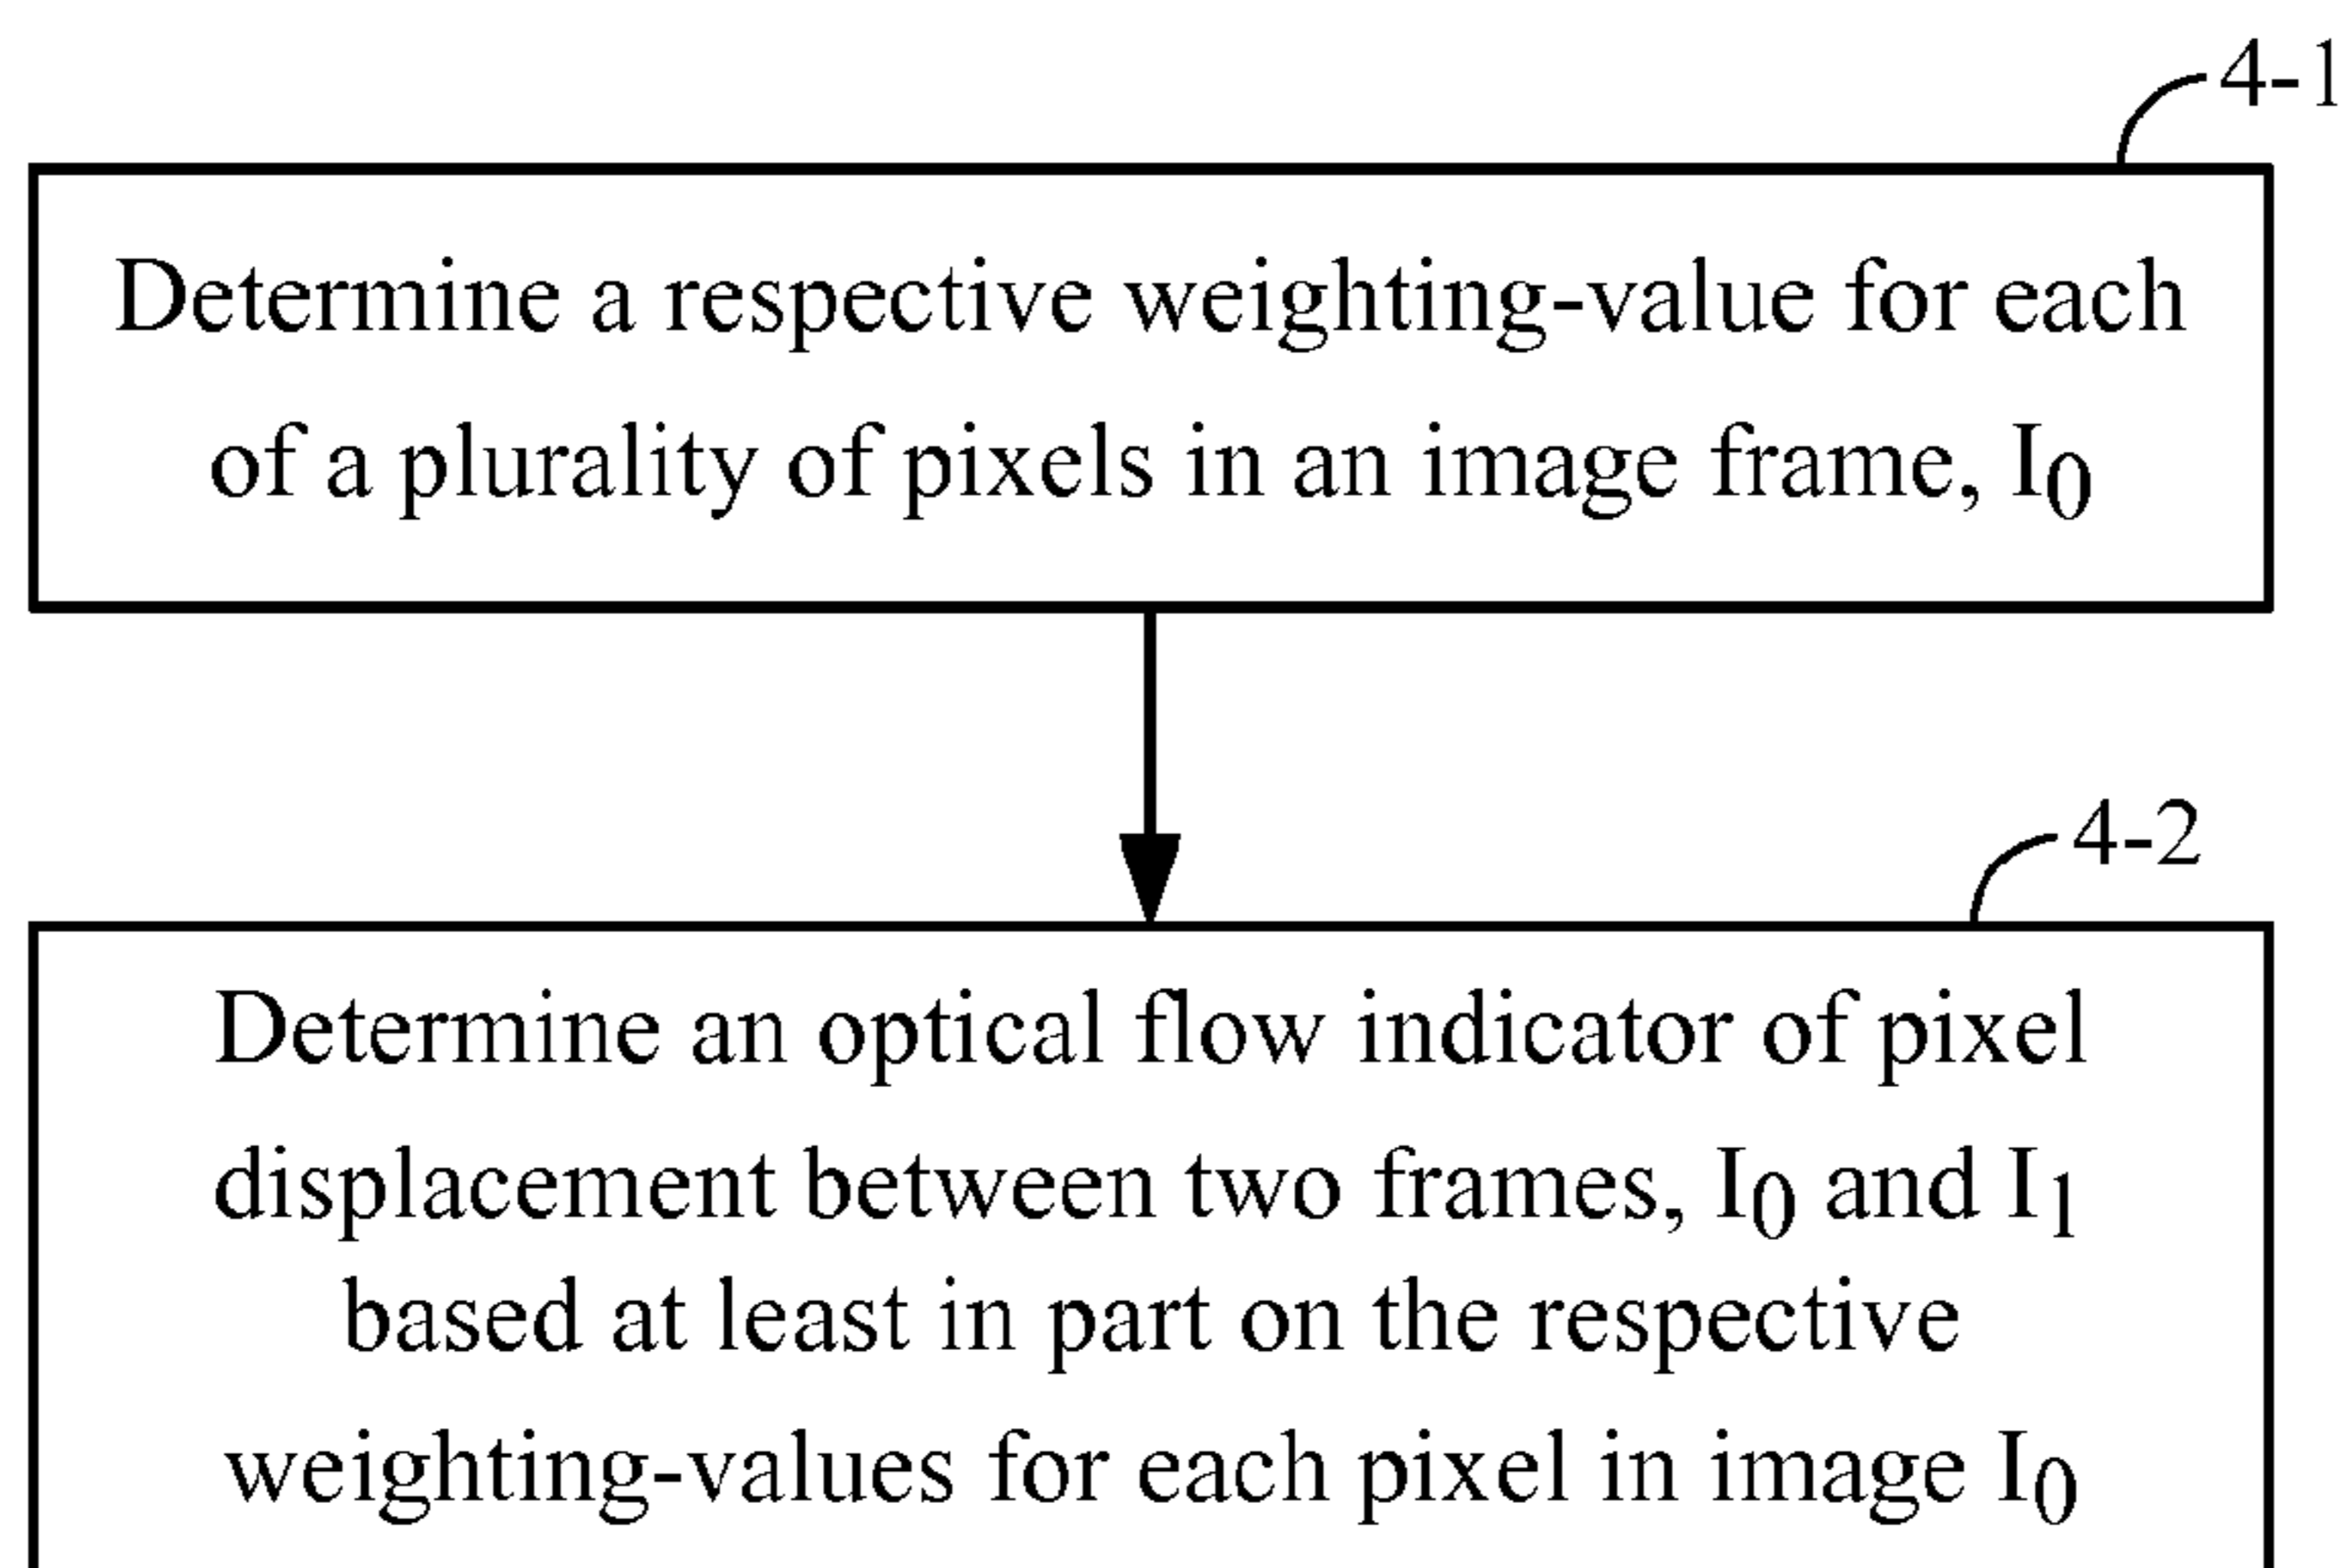 4-1
Determine a respective weighting-value for each
of a plurality of pixels in an image frame, I₀
4-2
Determine an optical flow indicator of pixel
displacement between two frames, I₀ and I₁
based at least in part on the respective
weighting-values for each pixel in image I₀